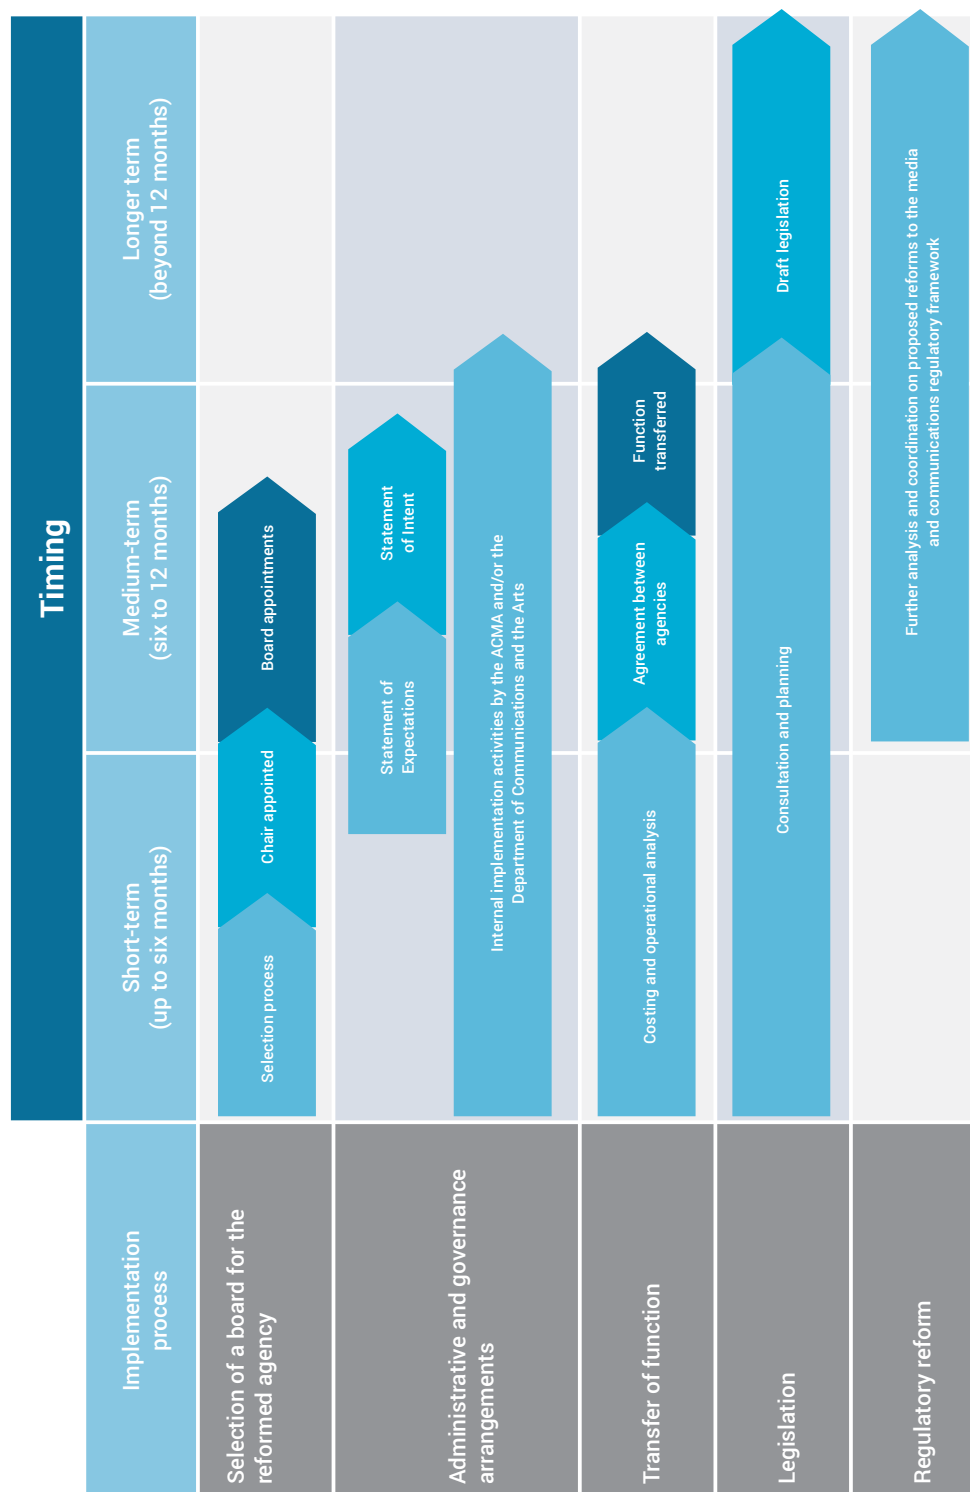 Timing
Implementation
process
Short-term
(up to six months)
Medium-term
(six to 12 months)
Longer term
(beyond 12 months)
Selection of a board for the
reformed agency
Selection process
Chair appointed
Board appointments
Administrative and governance
arrangements
Statement of
Expectations
Statement
of Intent
Internal implementation activities by the ACMA and/or the
Department of Communications and the Arts
Transfer of function
Costing and operational analysis
Agreement between
agencies
Function
transferred
Legislation
Consultation and planning
Draft legislation
Regulatory reform
Further analysis and coordination on proposed reforms to the media
and communications regulatory framework